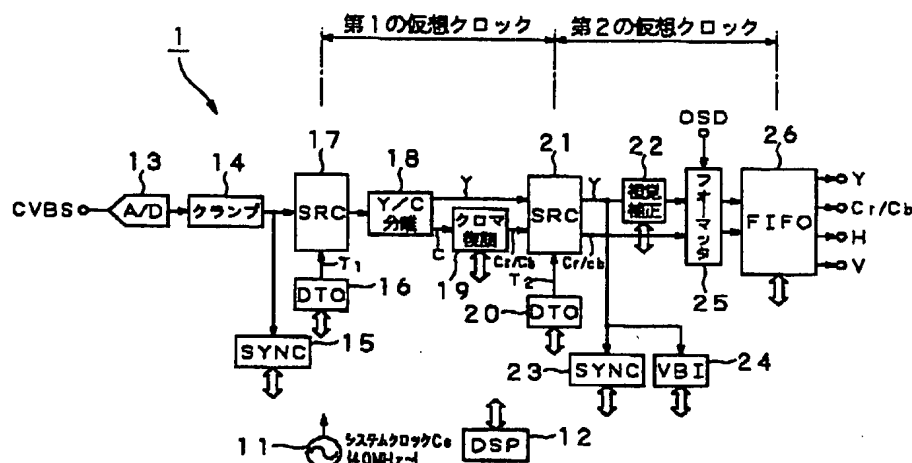 第1の仮想クロック
第2の仮想クロック
1
OSD
17
21
22
26
13
14
18
CVBS
A/D
クランプ
SRC
Y/C
分離
Y
SRC
Y
視覚
補正
フォーマッタ
FIFO
Y
Cr/Cb
H
V
C
クロマ
復調
Cr/Cb
Cr/cb
T1
T2
DTO
16
19
20
DTO
25
SYNC
15
23
SYNC
VBI
24
11
システムクロックCs
DSP
12